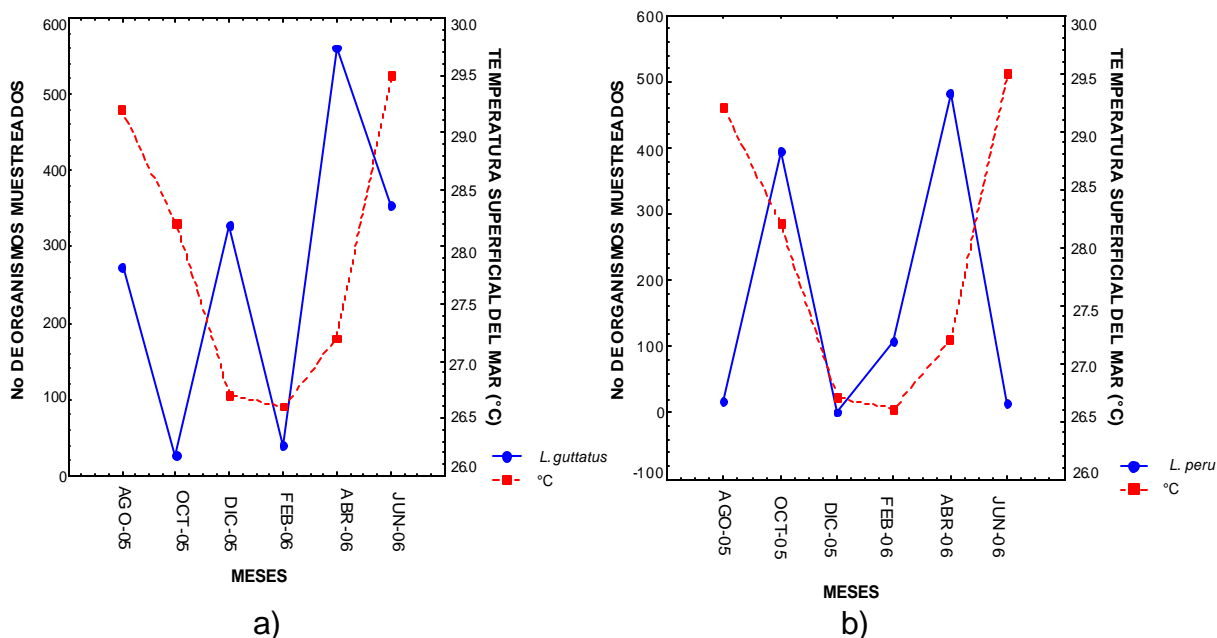 No DE ORGANISMOS MUESTREADOS
600
500
400
300
200
100
0
30.0
29.5
29.0
28.5
28.0
27.5
27.0
26.5
26.0
TEMPERATURA SUPERFICIAL DEL MAR (°C)
AGO-05
OCT-05
DIC-05
FEB-06
ABR-06
JUN-06
MESES
L. guttatus
°C
a)
No DE ORGANISMOS MUESTREADOS
600
500
400
300
200
100
0
-100
30.0
29.5
29.0
28.5
28.0
27.5
27.0
26.5
26.0
TEMPERATURA SUPERFICIAL DEL MAR (°C)
AGO-05
OCT-05
DIC-05
FEB-06
ABR-06
JUN-06
MESES
L. peru
°C
b)